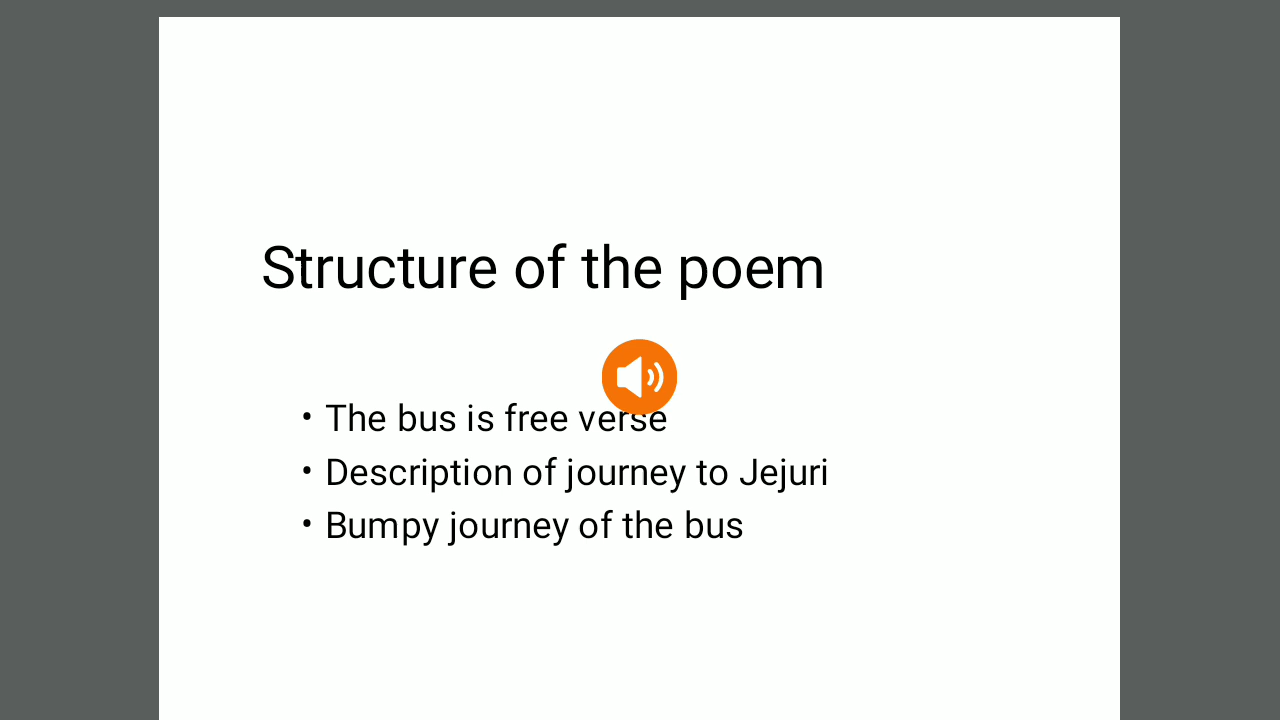 Structure of the poem
• The bus is free verse
• Description of journey to Jejuri
• Bumpy journey of the bus